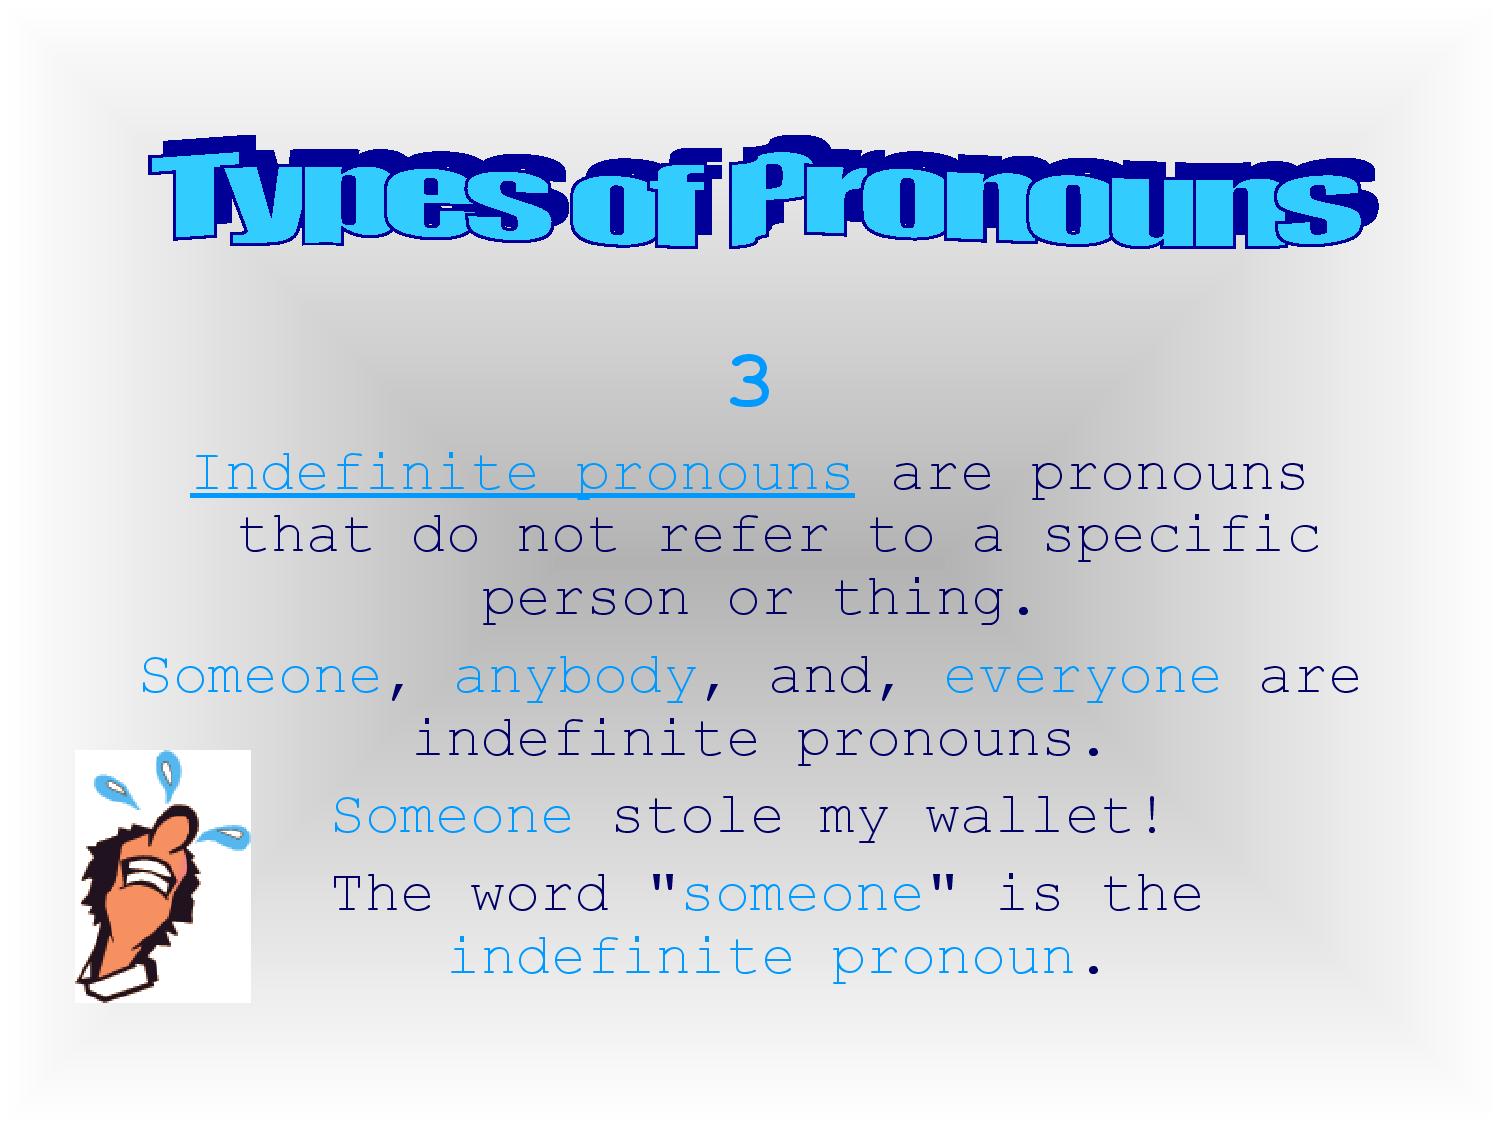 Types of Pronouns
3
Indefinite pronouns are pronouns
that do not refer to a specific
person or thing.
Someone, anybody, and, everyone are
indefinite pronouns.
Someone stole my wallet!
The word "someone" is the
indefinite pronoun.